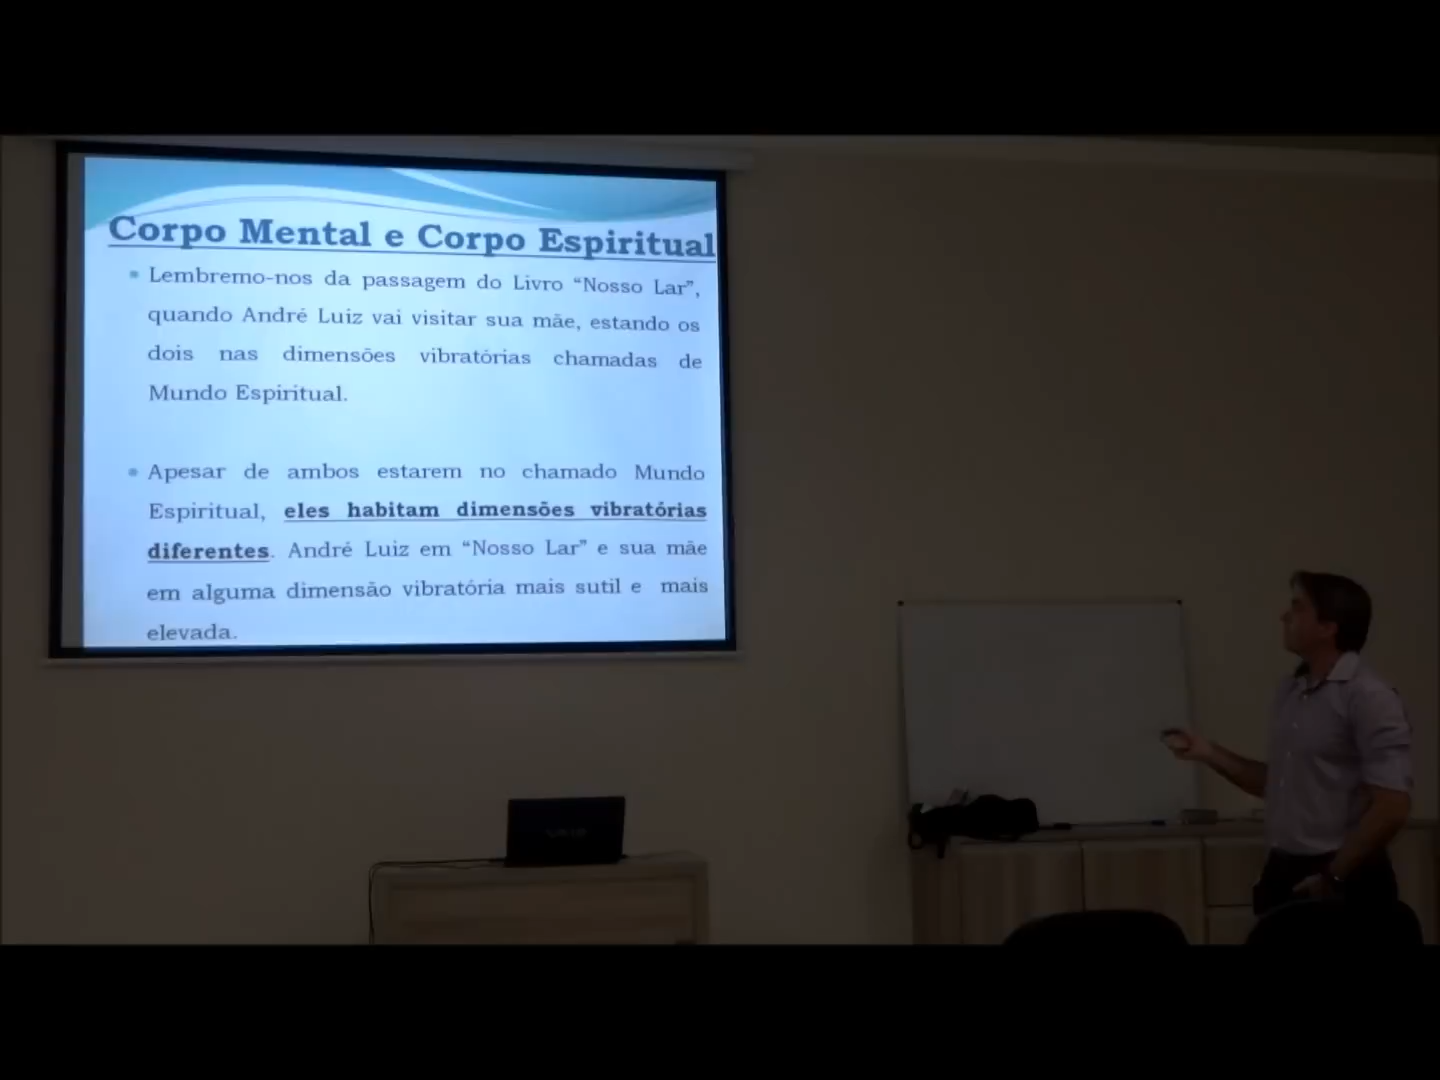 Corpo Mental e Corpo Espiritual
• Lembremo-nos da passagem do Livro “Nosso Lar”,
quando André Luiz vai visitar sua mãe, estando os
dois nas dimensões vibratórias chamadas de
Mundo Espiritual.
• Apesar de ambos estarem no chamado Mundo
Espiritual, eles habitam dimensões vibratórias
diferentes. André Luiz em “Nosso Lar” e sua mãe
em alguma dimensão vibratória mais sutil e mais
elevada.
VAIO